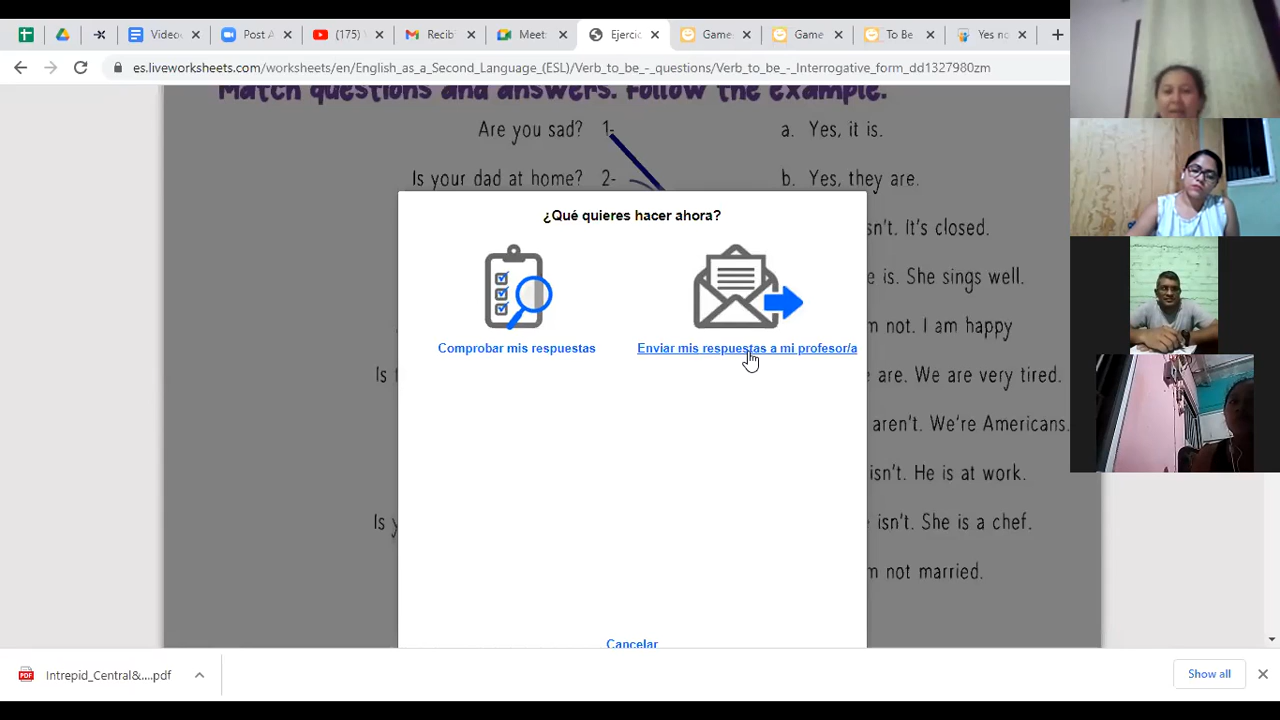 Video
Post A
(175)
Recib
Meet
Ejercic
Game
Game
To Be
Yes no
es.liveworksheets.com/worksheets/en/English_as_a_Second_Language_(ESL)/Verb_to_be_-_questions/Verb_to_be_-_Interrogative_form_dd1327980zm
Match questions and answers. Follow the example.
Are you sad? 1- a. Yes, it is.
Is your dad at home? 2- b. Yes, they are.
¿Qué quieres hacer ahora?
sn't. It's closed.
e is. She sings well.
m not. I am happy
Comprobar mis respuestas
Enviar mis respuestas a mi profesor/a
Is
are. We are very tired.
aren't. We're Americans.
isn't. He is at work.
Is y
e isn't. She is a chef.
m not married.
Cancelar
PDF Intrepid_Central&....pdf
Show all